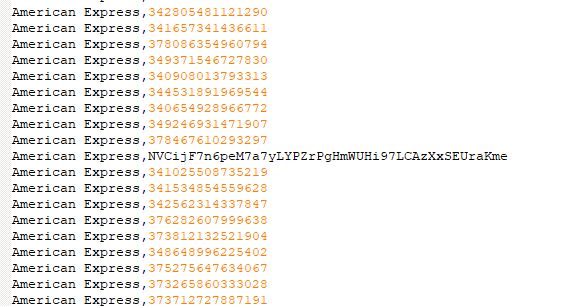 American Express,342805481121290
American Express,341657341436611
American Express,378086354960794
American Express,349371546727830
American Express,340908013793313
American Express,344531891969544
American Express,340654928966772
American Express,349246931471907
American Express,378467610293297
American Express,NVCijF7n6peM7a7yLYPZrPgHmWUHi97LCAzXxSEUraKme
American Express,341025508735219
American Express,341534854559628
American Express,342562314337847
American Express,376282607999638
American Express,373812132521904
American Express,348648996225402
American Express,375275647634067
American Express,373265860333028
American Express,373712727887191